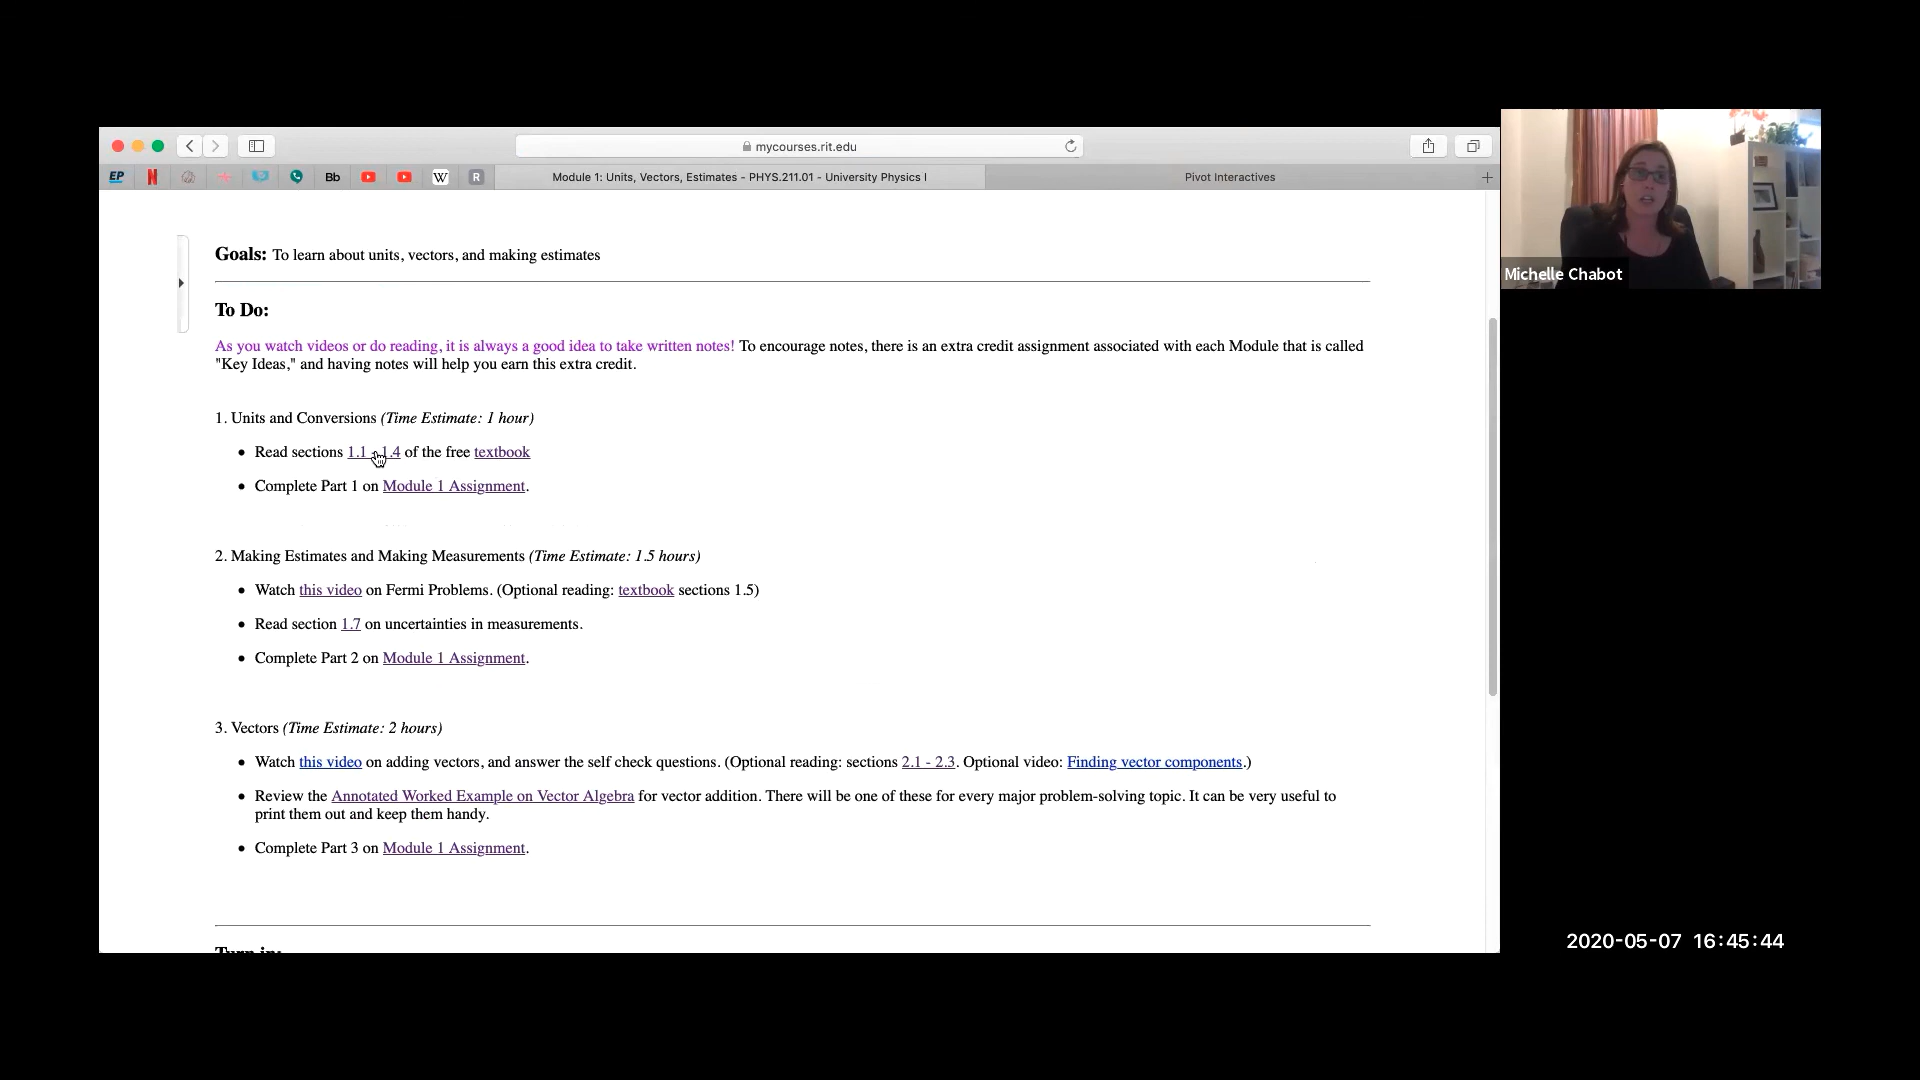 mycourses.rit.edu
EP
N
Bb
W
R
Module 1: Units, Vectors, Estimates - PHYS.211.01 - University Physics I
Pivot Interactives
Goals: To learn about units, vectors, and making estimates
To Do:
As you watch videos or do reading, it is always a good idea to take written notes! To encourage notes, there is an extra credit assignment associated with each Module that is called
"Key Ideas," and having notes will help you earn this extra credit.
1. Units and Conversions (Time Estimate: 1 hour)
• Read sections 1.1 - 1.4 of the free textbook
• Complete Part 1 on Module 1 Assignment.
2. Making Estimates and Making Measurements (Time Estimate: 1.5 hours)
• Watch this video on Fermi Problems. (Optional reading: textbook sections 1.5)
• Read section 1.7 on uncertainties in measurements.
• Complete Part 2 on Module 1 Assignment.
3. Vectors (Time Estimate: 2 hours)
• Watch this video on adding vectors, and answer the self check questions. (Optional reading: sections 2.1 - 2.3. Optional video: Finding vector components.)
• Review the Annotated Worked Example on Vector Algebra for vector addition. There will be one of these for every major problem-solving topic. It can be very useful to
print them out and keep them handy.
• Complete Part 3 on Module 1 Assignment.
Turn in:
Michelle Chabot
2020-05-07 16:45:44